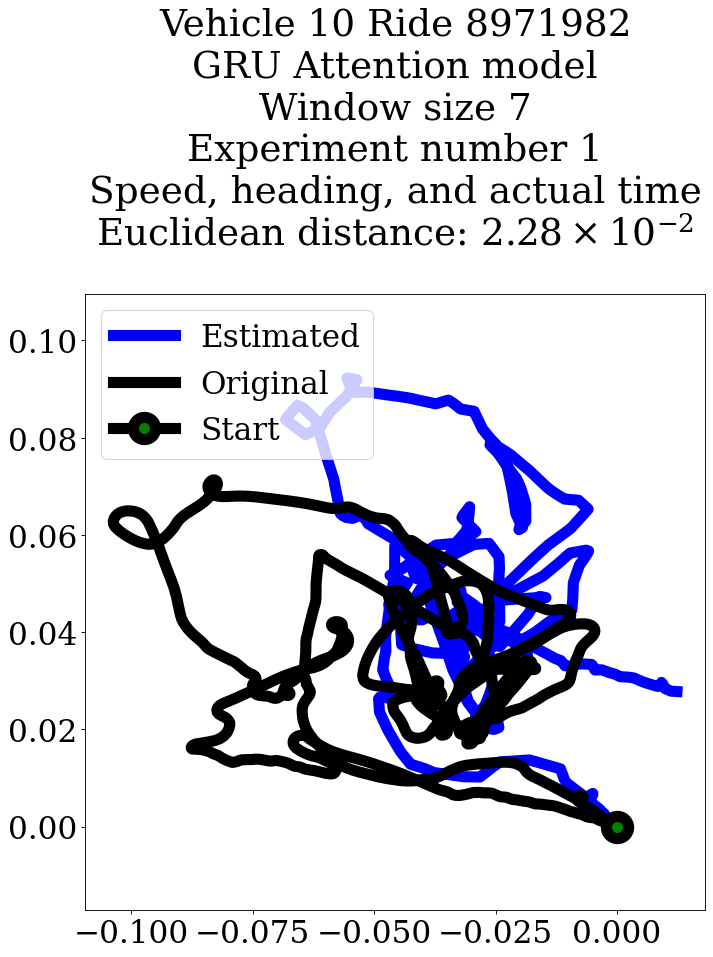 Vehicle 10 Ride 8971982
GRU Attention model
Window size 7
Experiment number 1
Speed, heading, and actual time
Euclidean distance: 2.28 × 10⁻²
Estimated
Original
Start
0.10
0.08
0.06
0.04
0.02
0.00
−0.100 −0.075 −0.050 −0.025 0.000